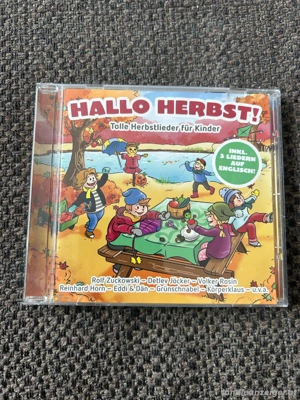 HALLO HERBST!
Tolle Herbstlieder für Kinder
INKL.
3 LIEDERN
AUF
ENGLISCH!
Rolf Zuckowski – Detlev Jöcker – Volker Rosin
Reinhard Horn – Eddi & Dän – Grünschnabel – Körperklaus – u.v.a.